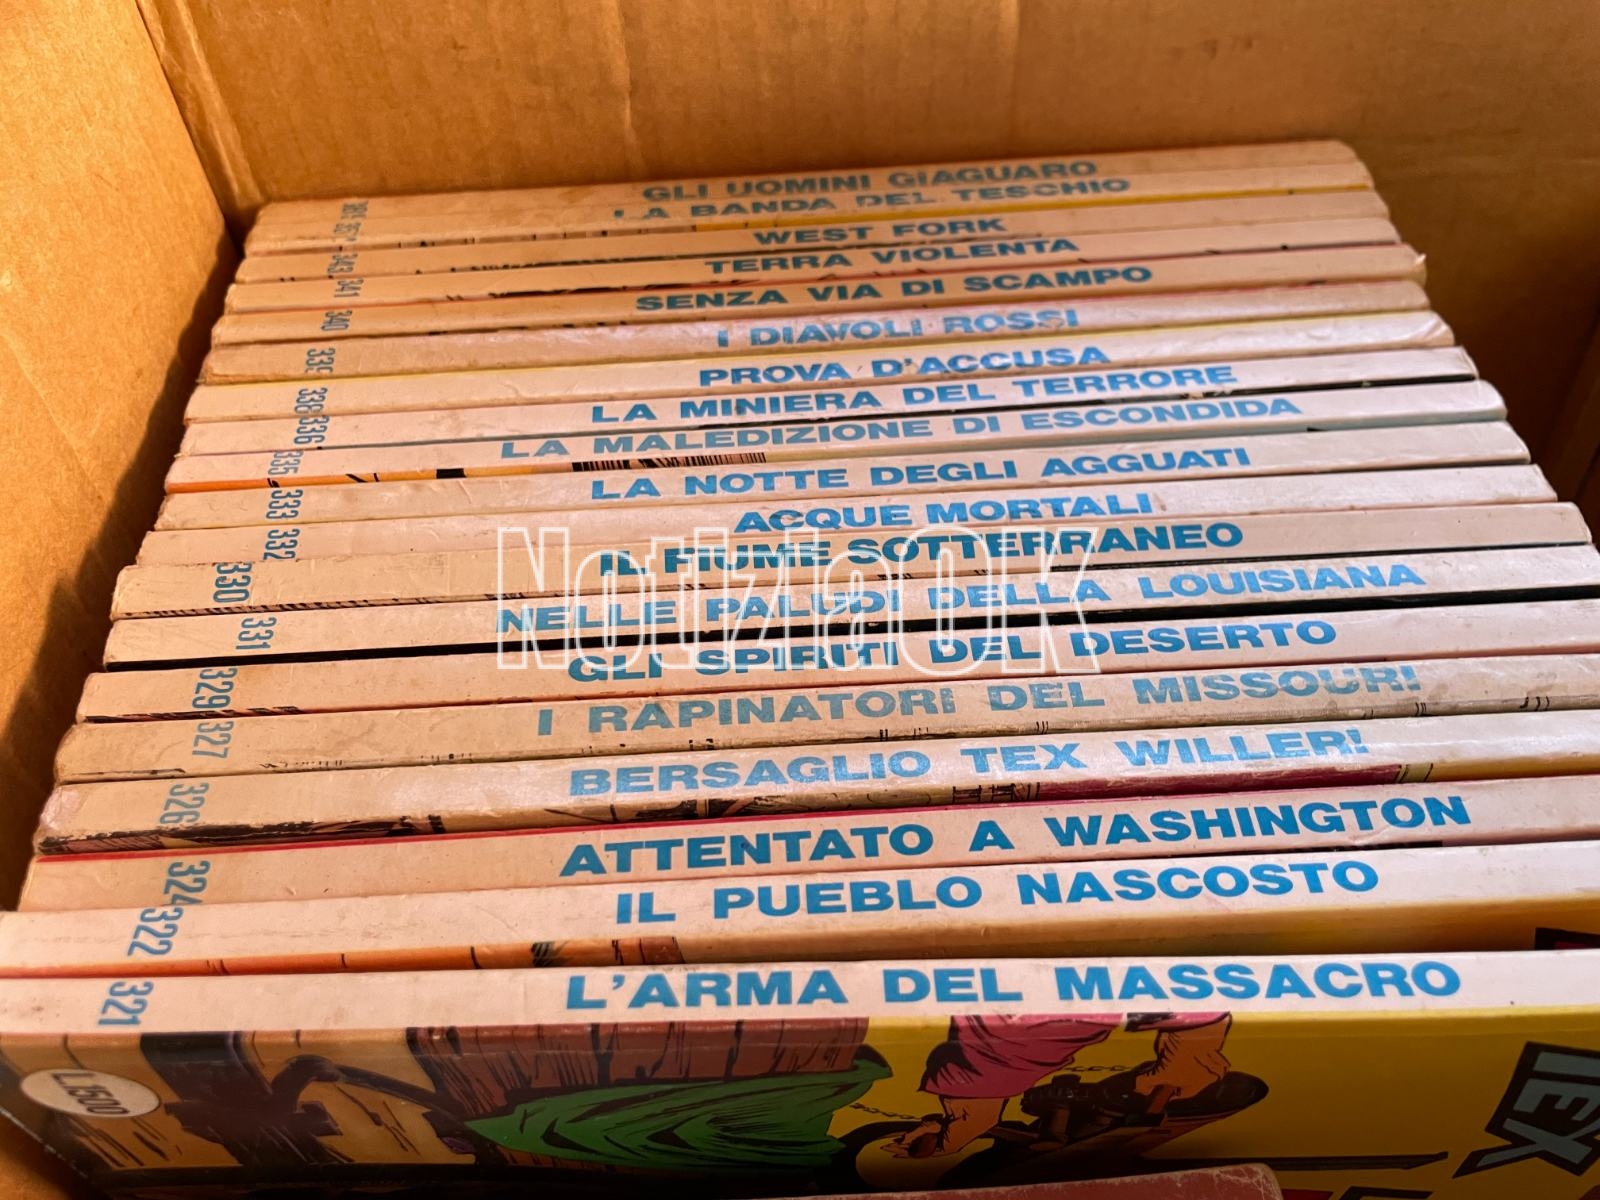 GLI UOMINI GIAGUARO
LA BANDA DEL TESCHIO
WEST FORK
343
TERRA VIOLENTA
341
SENZA VIA DI SCAMPO
340
I DIAVOLI ROSSI
339
PROVA D'ACCUSA
338
LA MINIERA DEL TERRORE
336
LA MALEDIZIONE DI ESCONDIDA
335
LA NOTTE DEGLI AGGUATI
333
ACQUE MORTALI
332
IL FIUME SOTTERRANEO
330
NELLE PALUDI DELLA LOUISIANA
331
GLI SPIRITI DEL DESERTO
329
I RAPINATORI DEL MISSOURI
327
BERSAGLIO TEX WILLER!
326
ATTENTATO A WASHINGTON
324
IL PUEBLO NASCOSTO
322
L'ARMA DEL MASSACRO
321
L.1500
TEX
NotiziaOK